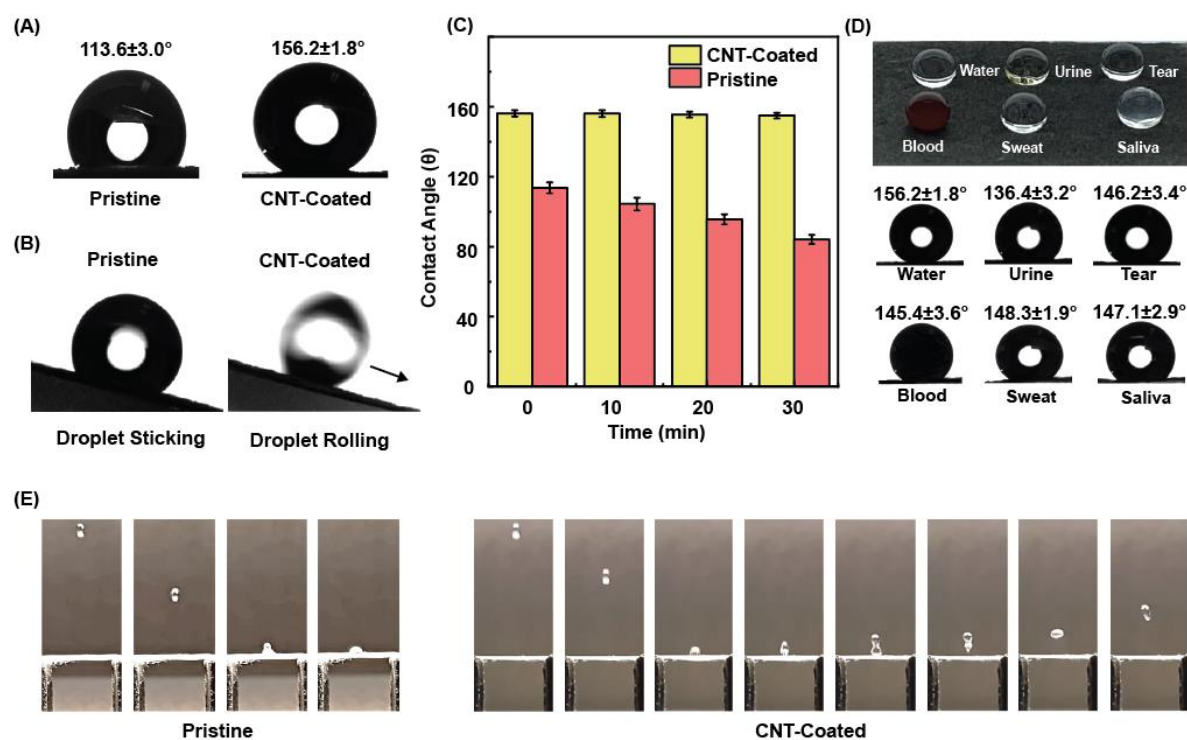 (A)
113.6±3.0°
156.2±1.8°
Pristine
CNT-Coated
(B)
Pristine
CNT-Coated
Droplet Sticking
Droplet Rolling
(C)
CNT-Coated
Pristine
Contact Angle (θ)
160
120
80
40
0
0 10 20 30
Time (min)
(D)
Water Urine Tear
Blood Sweat Saliva
156.2±1.8° 136.4±3.2° 146.2±3.4°
Water Urine Tear
145.4±3.6° 148.3±1.9° 147.1±2.9°
Blood Sweat Saliva
(E)
Pristine
CNT-Coated